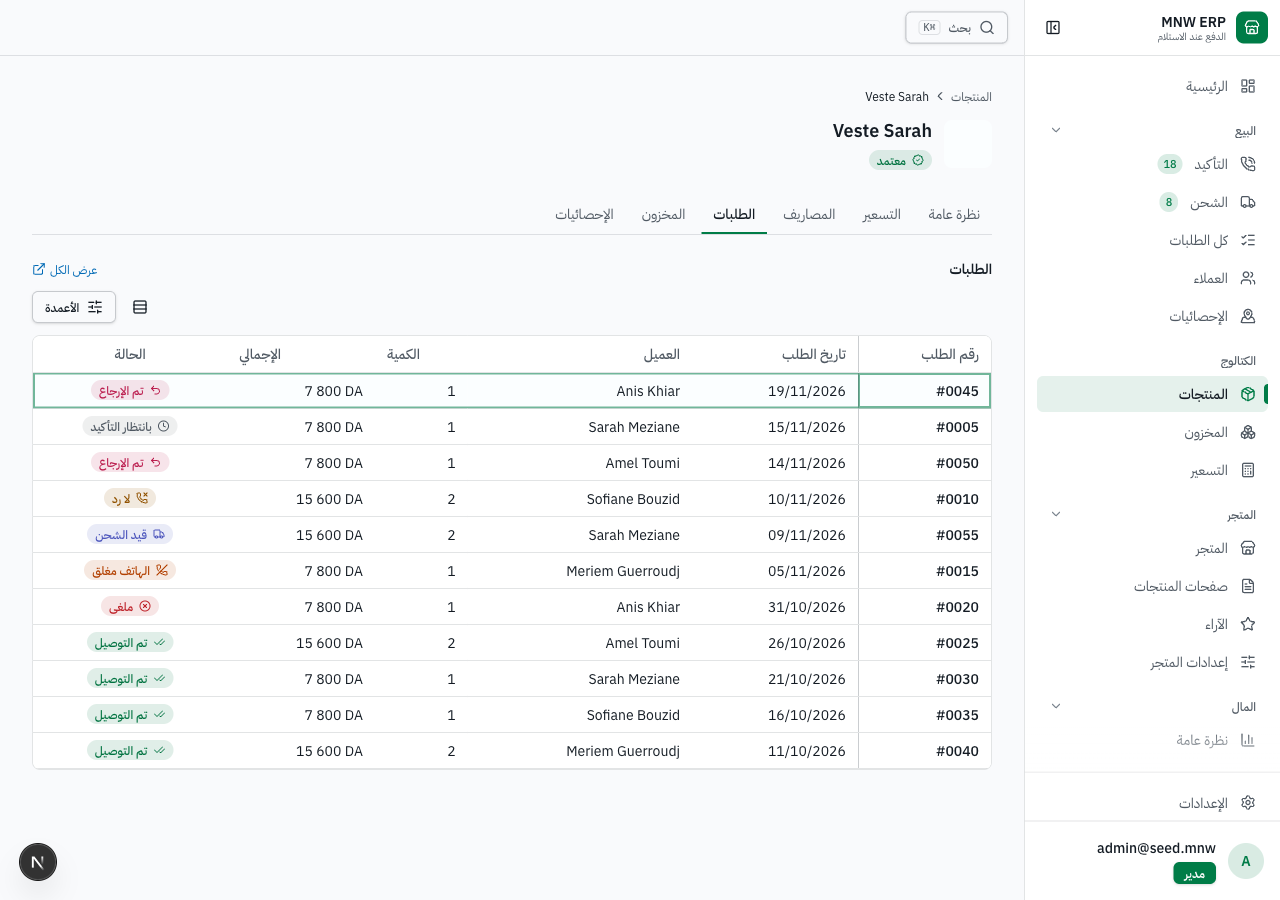 MNW ERP
الدفع عند الاستلام
بحث
K⌘
الرئيسية
البيع
التأكيد 18
الشحن 8
كل الطلبات
العملاء
الإحصائيات
الكتالوج
المنتجات
المخزون
التسعير
المتجر
المتجر
صفحات المنتجات
الآراء
إعدادات المتجر
المال
نظرة عامة
الإعدادات
A
admin@seed.mnw
مدير
المنتجات Veste Sarah
Veste Sarah
معتمد
نظرة عامة التسعير المصاريف الطلبات المخزون الإحصائيات
الطلبات
عرض الكل
الأعمدة
رقم الطلب تاريخ الطلب العميل الكمية الإجمالي الحالة
#0045 19/11/2026 Anis Khiar 1 7 800 DA تم الإرجاع
#0005 15/11/2026 Sarah Meziane 1 7 800 DA بانتظار التأكيد
#0050 14/11/2026 Amel Toumi 1 7 800 DA تم الإرجاع
#0010 10/11/2026 Sofiane Bouzid 2 15 600 DA لا رد
#0055 09/11/2026 Sarah Meziane 2 15 600 DA قيد الشحن
#0015 05/11/2026 Meriem Guerroudj 1 7 800 DA الهاتف مغلق
#0020 31/10/2026 Anis Khiar 1 7 800 DA ملغى
#0025 26/10/2026 Amel Toumi 2 15 600 DA تم التوصيل
#0030 21/10/2026 Sarah Meziane 1 7 800 DA تم التوصيل
#0035 16/10/2026 Sofiane Bouzid 1 7 800 DA تم التوصيل
#0040 11/10/2026 Meriem Guerroudj 2 15 600 DA تم التوصيل
N